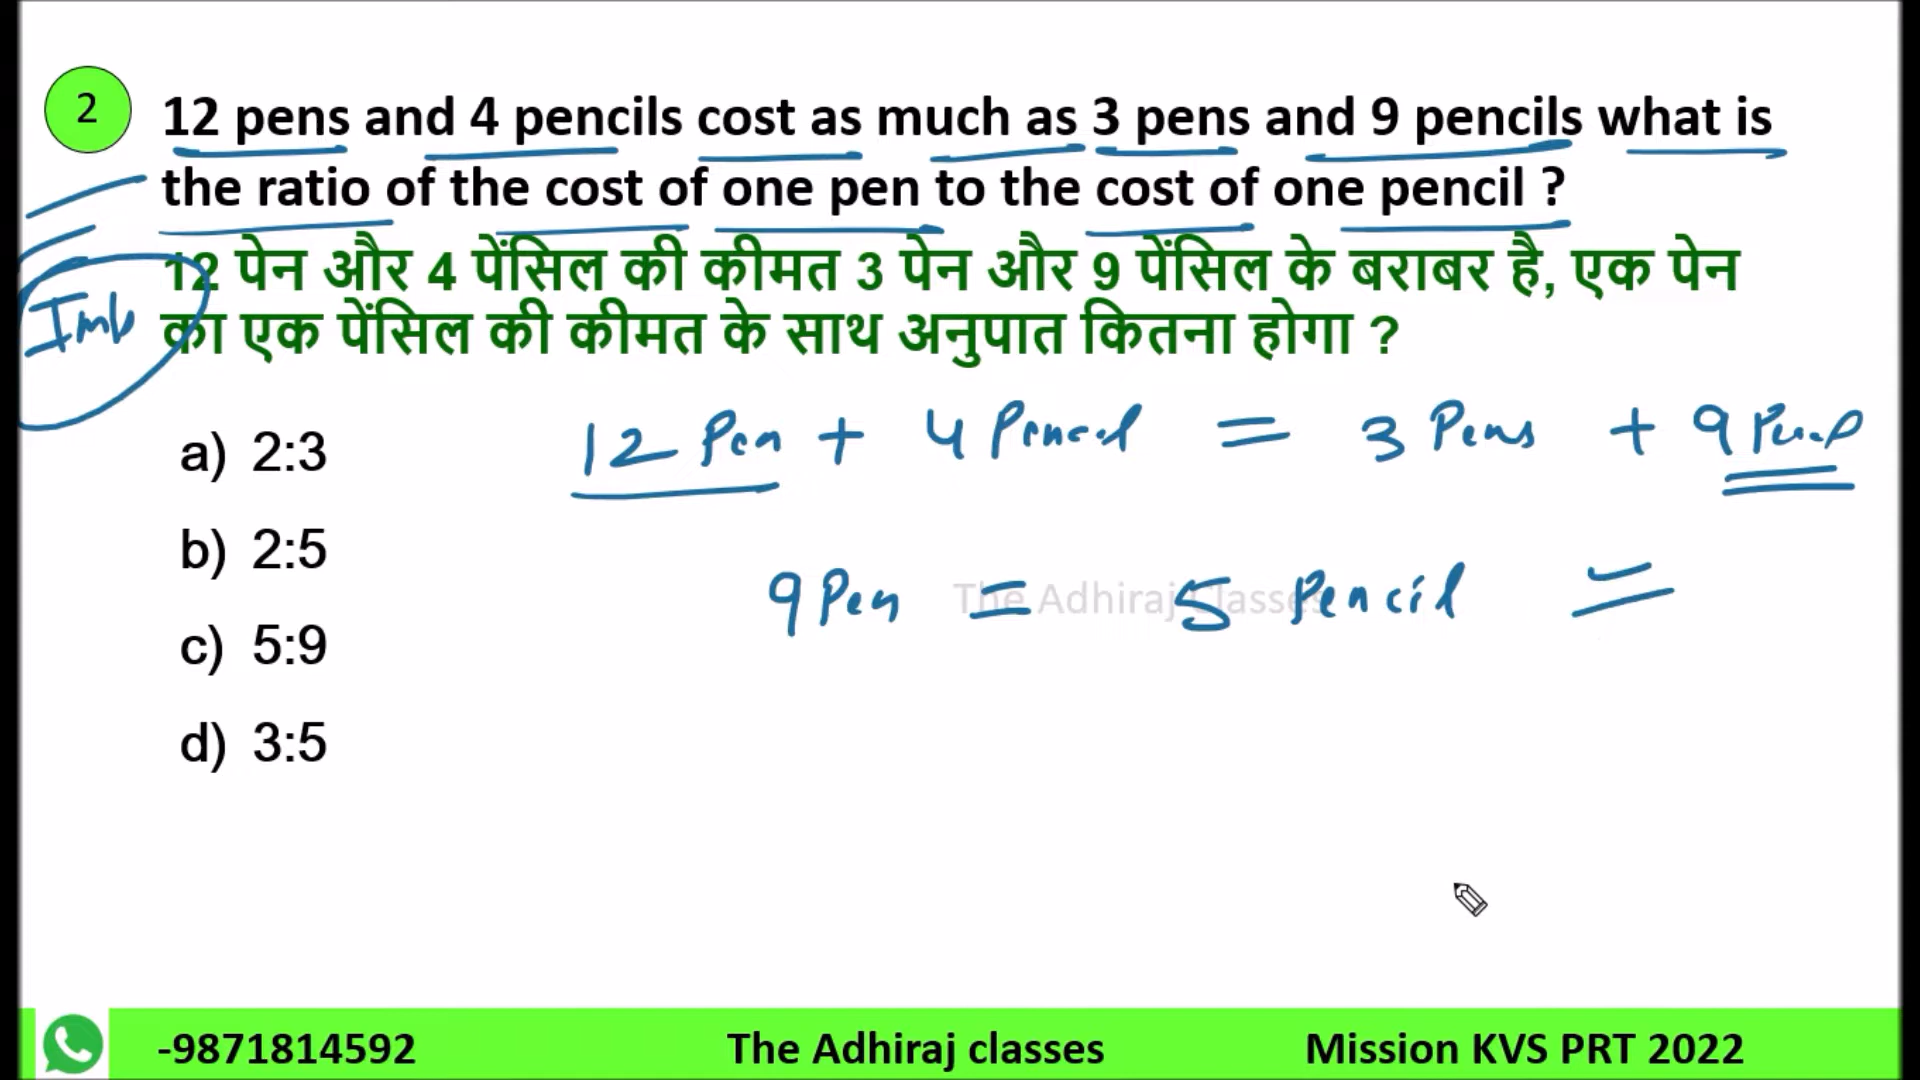 2
12 pens and 4 pencils cost as much as 3 pens and 9 pencils what is
the ratio of the cost of one pen to the cost of one pencil ?
12 पेन और 4 पेंसिल की कीमत 3 पेन और 9 पेंसिल के बराबर है, एक पेन
का एक पेंसिल की कीमत के साथ अनुपात कितना होगा ?
a) 2:3
b) 2:5
c) 5:9
d) 3:5
12 Pen + 4 Pencil = 3 Pens + 9
9 Pen = 5 Pencil =
The Adhiraj Classes
-9871814592 The Adhiraj classes Mission KVS PRT 2022